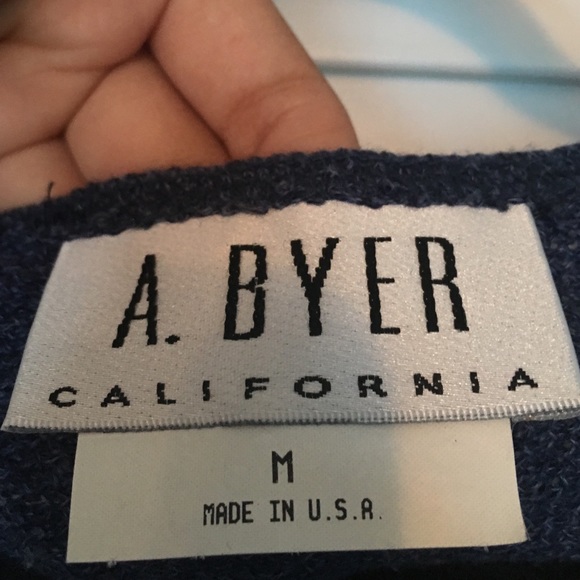 A. BYER
CALIFORNIA
M
MADE IN U.S.A.